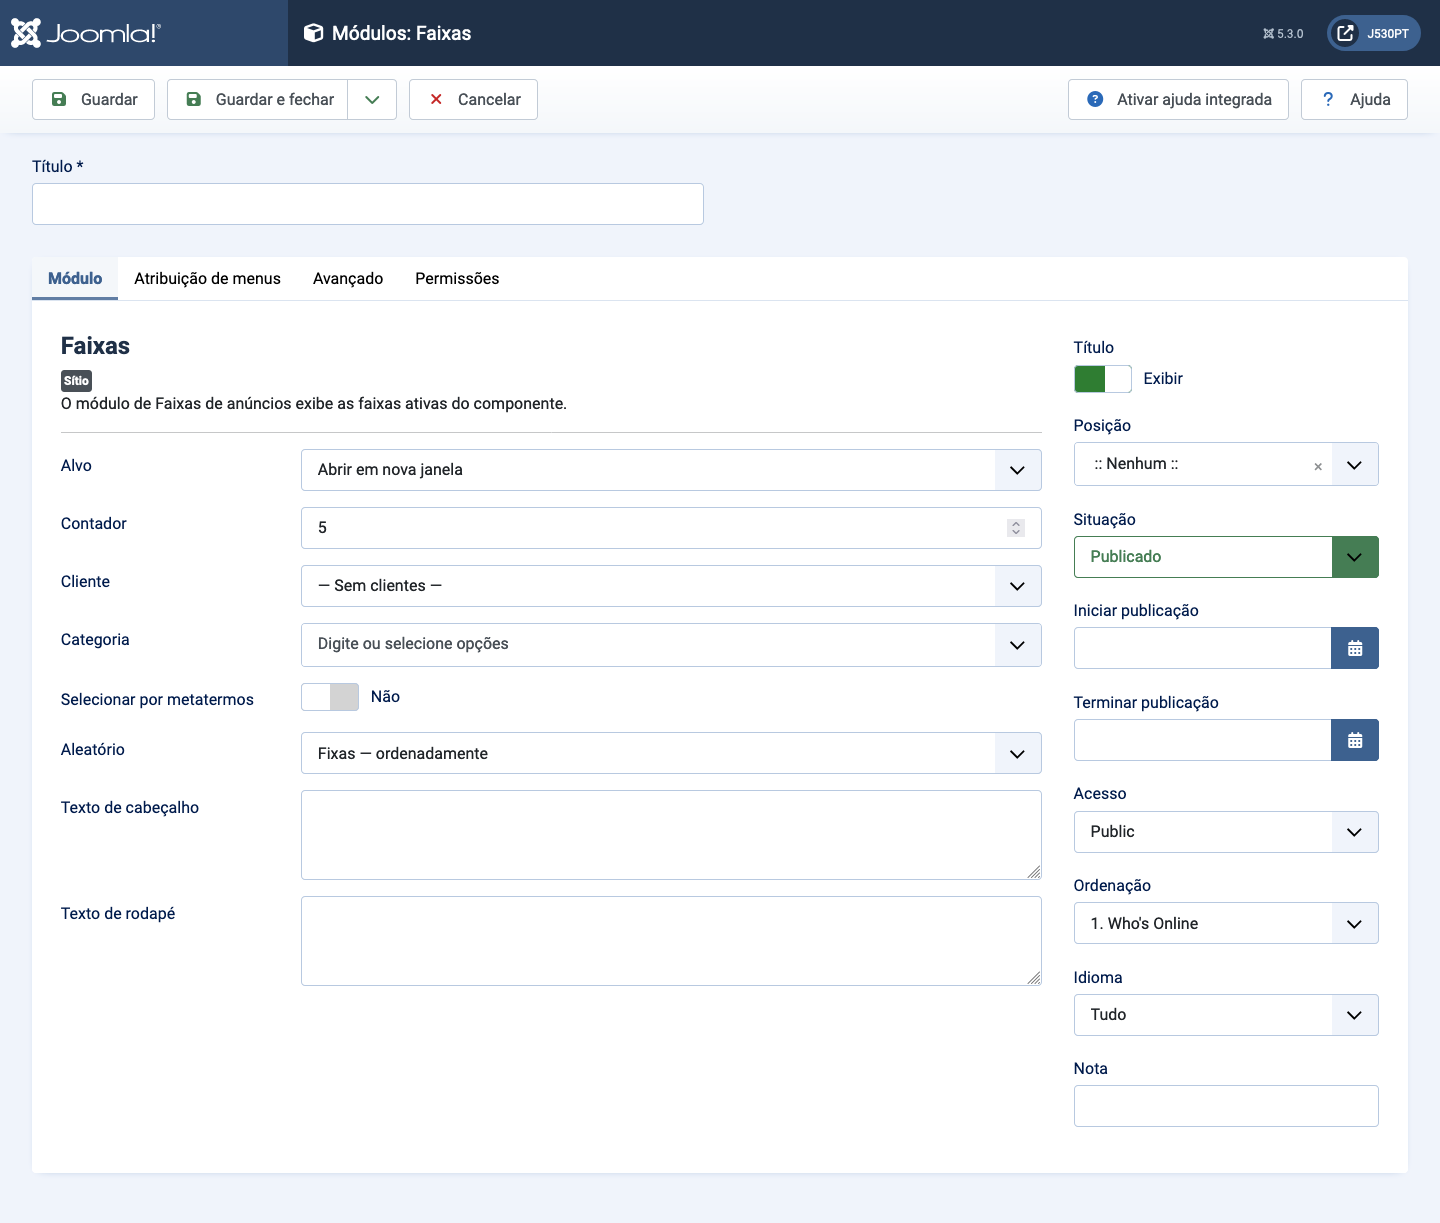 Joomla!®
Módulos: Faixas
5.3.0
J530PT
Guardar
Guardar e fechar
Cancelar
Ativar ajuda integrada
? Ajuda
Título *
Módulo
Atribuição de menus
Avançado
Permissões
Faixas
Sítio
O módulo de Faixas de anúncios exibe as faixas ativas do componente.
Alvo
Abrir em nova janela
Contador
5
Cliente
— Sem clientes —
Categoria
Digite ou selecione opções
Selecionar por metatermos
Não
Aleatório
Fixas — ordenadamente
Texto de cabeçalho
Texto de rodapé
Título
Exibir
Posição
:: Nenhum ::
×
Situação
Publicado
Iniciar publicação
Terminar publicação
Acesso
Public
Ordenação
1. Who's Online
Idioma
Tudo
Nota